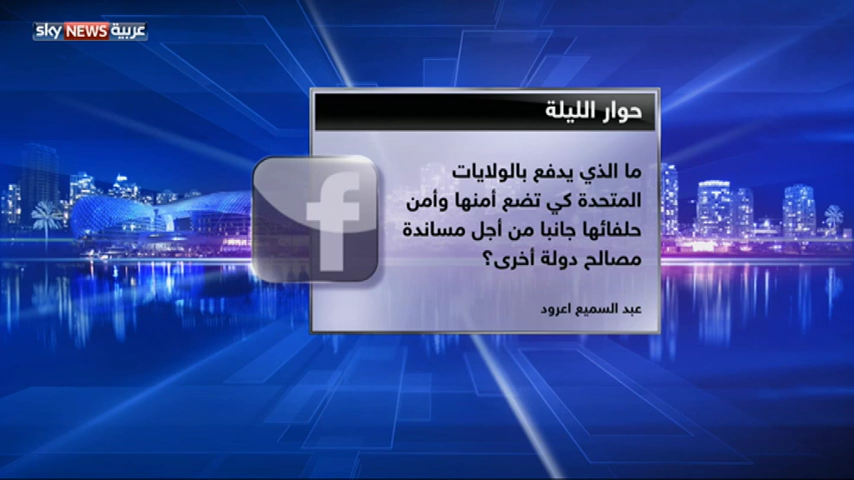 sky NEWS عربية
حوار الليلة
ما الذي يدفع بالولايات
المتحدة كي تضع أمنها وأمن
حلفائها جانبا من أجل مساندة
مصالح دولة أخرى؟
عبد السميع اعرود